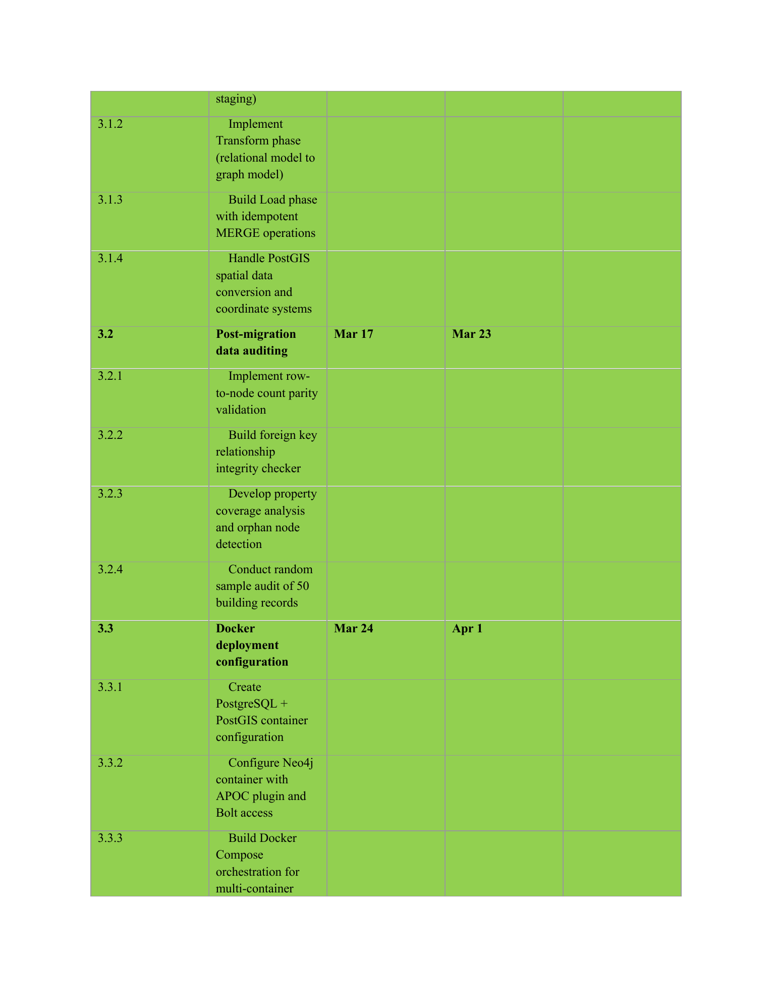 staging)
3.1.2
Implement
Transform phase
(relational model to
graph model)
3.1.3
Build Load phase
with idempotent
MERGE operations
3.1.4
Handle PostGIS
spatial data
conversion and
coordinate systems
3.2
Post-migration
data auditing
Mar 17
Mar 23
3.2.1
Implement row-
to-node count parity
validation
3.2.2
Build foreign key
relationship
integrity checker
3.2.3
Develop property
coverage analysis
and orphan node
detection
3.2.4
Conduct random
sample audit of 50
building records
3.3
Docker
deployment
configuration
Mar 24
Apr 1
3.3.1
Create
PostgreSQL +
PostGIS container
configuration
3.3.2
Configure Neo4j
container with
APOC plugin and
Bolt access
3.3.3
Build Docker
Compose
orchestration for
multi-container